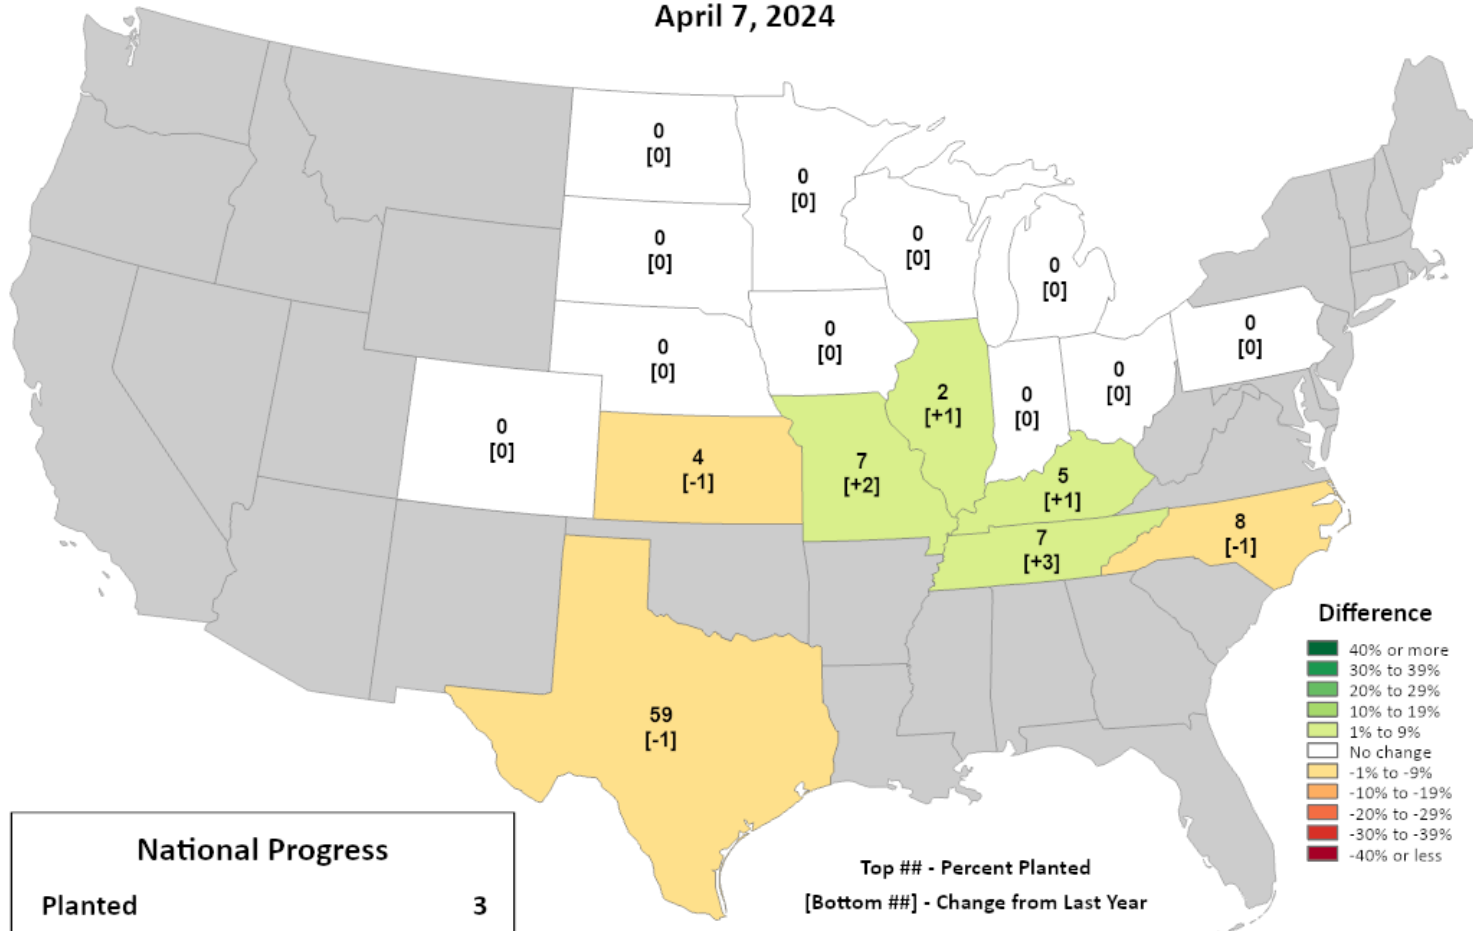 April 7, 2024
0
[0]
0
[0]
0
[0]
0
[0]
0
[0]
0
[0]
0
[0]
0
[0]
0
[0]
0
[0]
2
[+1]
0
[0]
4
[-1]
7
[+2]
5
[+1]
7
[+3]
8
[-1]
59
[-1]
Difference
40% or more
30% to 39%
20% to 29%
10% to 19%
1% to 9%
No change
-1% to -9%
-10% to -19%
-20% to -29%
-30% to -39%
-40% or less
National Progress
Planted 3
Top ## - Percent Planted
[Bottom ##] - Change from Last Year